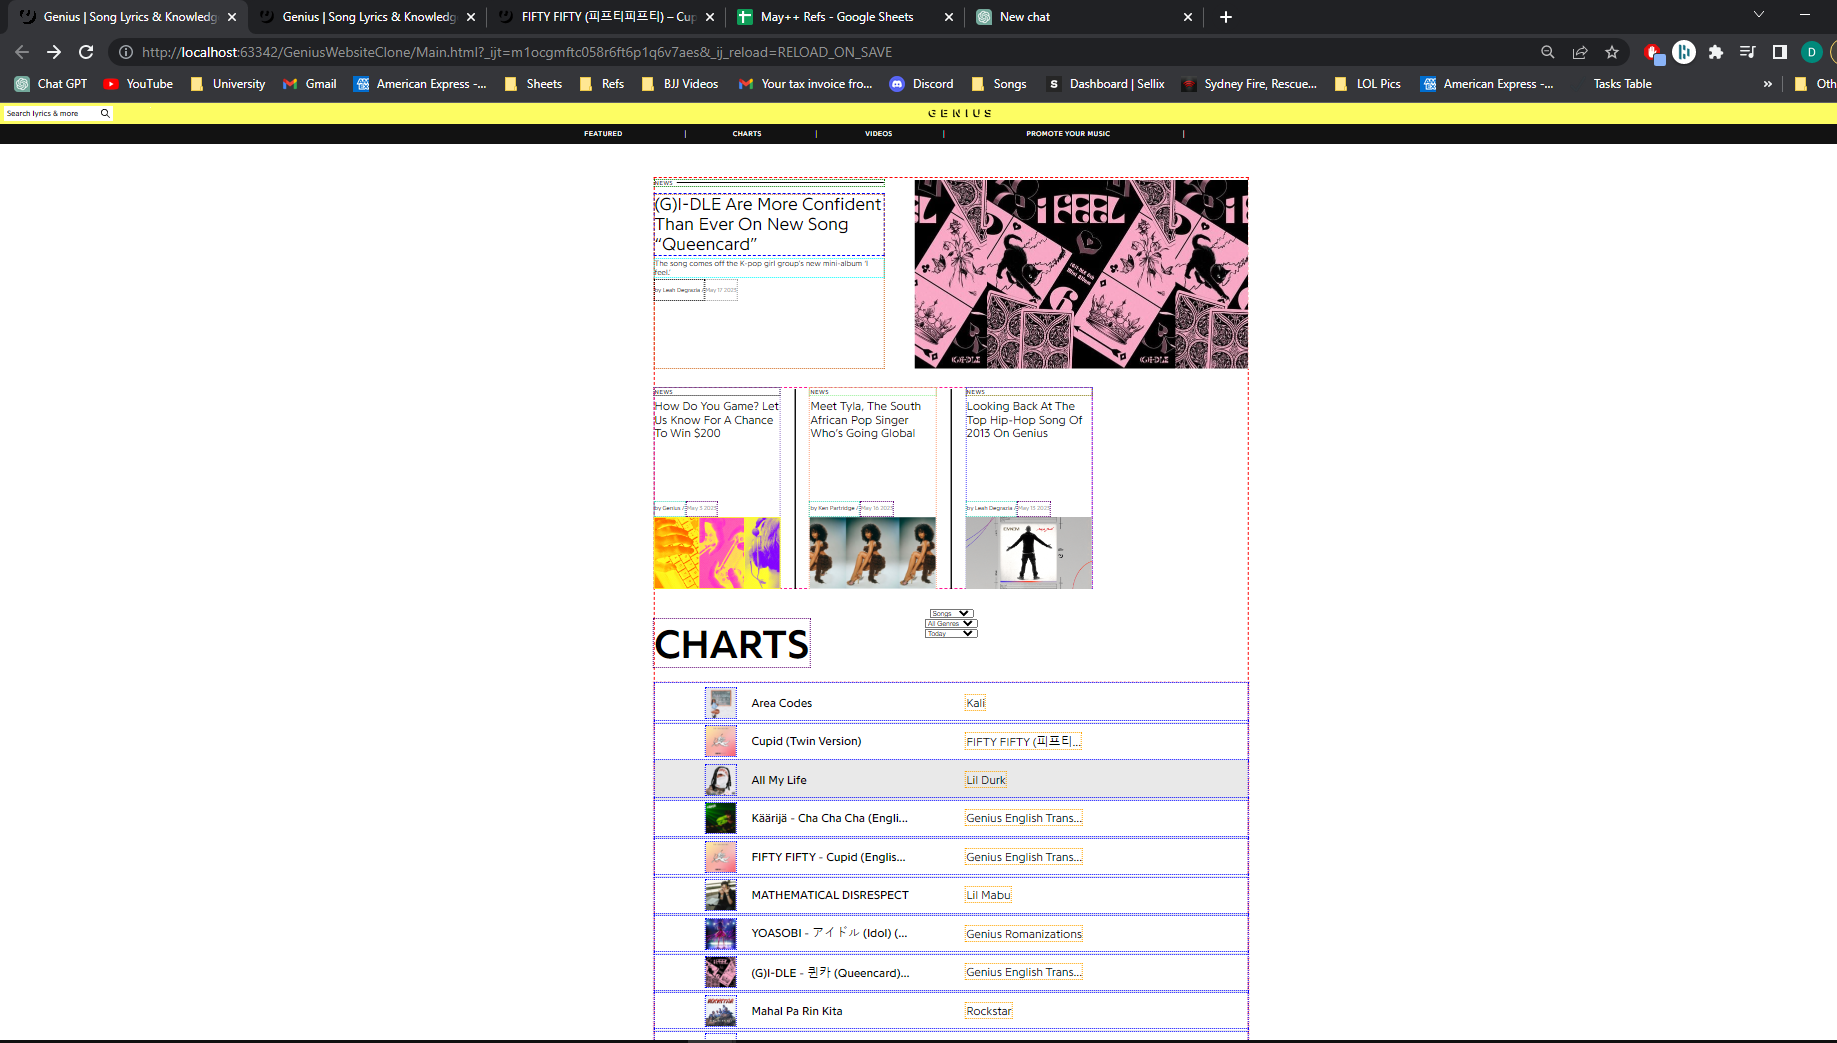 Genius | Song Lyrics & Knowledg
Genius | Song Lyrics & Knowledg
FIFTY FIFTY (피프티피프티) – Cup
May++ Refs - Google Sheets
New chat
http://localhost:63342/GeniusWebsiteClone/Main.html?_ijt=m1ocgmftc058r6ft6p1q6v7aes&_ij_reload=RELOAD_ON_SAVE
D
Chat GPT
YouTube
University
Gmail
American Express -...
Sheets
Refs
BJJ Videos
Your tax invoice fro...
Discord
Songs
S
Dashboard | Sellix
Sydney Fire, Rescue...
LOL Pics
American Express -...
Tasks Table
»
Oth
Search lyrics & more
GENIUS
FEATURED
CHARTS
VIDEOS
PROMOTE YOUR MUSIC
NEWS
(G)I-DLE Are More Confident
Than Ever On New Song
“Queencard”
The song comes off the K-pop girl group's new mini-album 'I
feel.'
by Leah Degrazia / May 17 2023
I FEEL
(G)I-DLE
NEWS
How Do You Game? Let
Us Know For A Chance
To Win $200
by Genius / May 3 2023
NEWS
Meet Tyla, The South
African Pop Singer
Who's Going Global
by Ken Partridge / May 16 2023
NEWS
Looking Back At The
Top Hip-Hop Song Of
2013 On Genius
by Leah Degrazia / May 15 2023
CHARTS
Songs
All Genres
Today
Area Codes Kali
Cupid (Twin Version) FIFTY FIFTY (피프티...
All My Life Lil Durk
Käärijä - Cha Cha Cha (Engli... Genius English Trans...
FIFTY FIFTY - Cupid (Englis... Genius English Trans...
MATHEMATICAL DISRESPECT Lil Mabu
YOASOBI - アイドル (Idol) (... Genius Romanizations
(G)I-DLE - 퀸카 (Queencard)... Genius English Trans...
Mahal Pa Rin Kita Rockstar